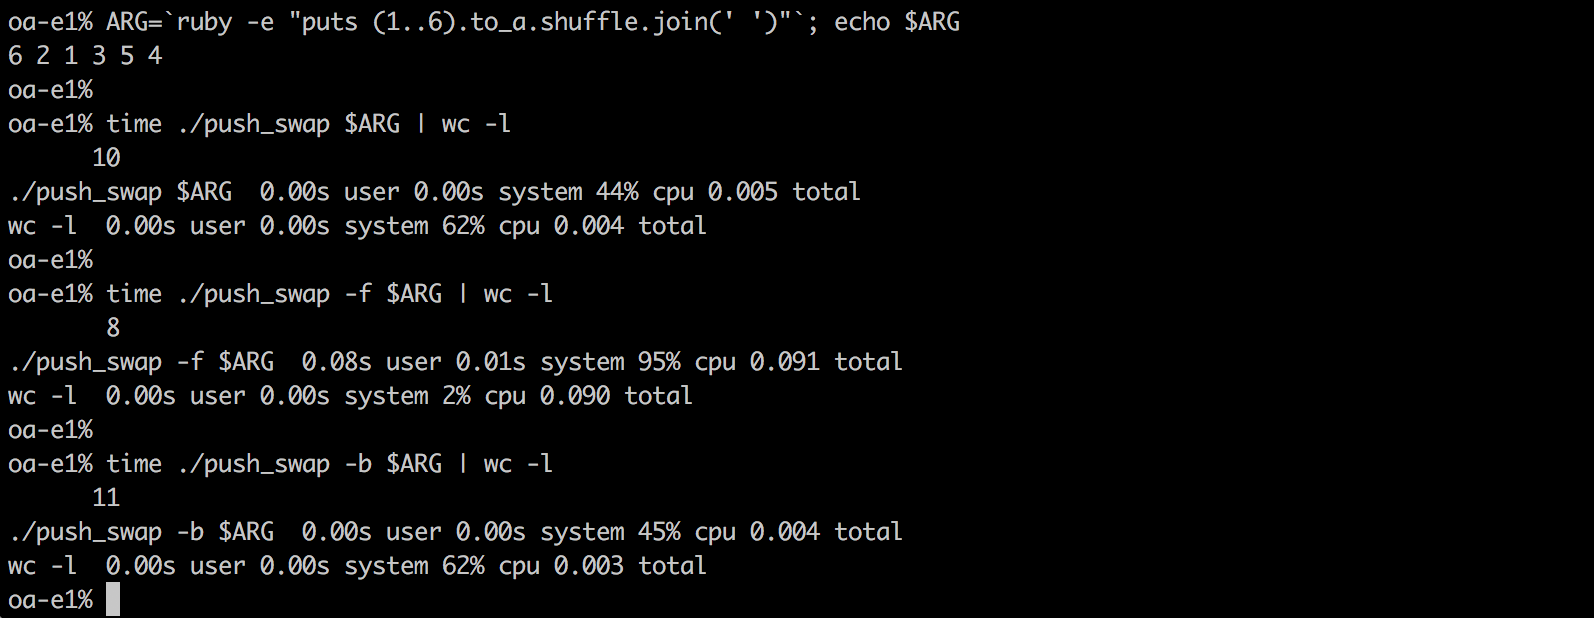 oa-e1% ARG=`ruby -e "puts (1..6).to_a.shuffle.join(' ')"`; echo $ARG
6 2 1 3 5 4
oa-e1%
oa-e1% time ./push_swap $ARG | wc -l
      10
./push_swap $ARG  0.00s user 0.00s system 44% cpu 0.005 total
wc -l  0.00s user 0.00s system 62% cpu 0.004 total
oa-e1%
oa-e1% time ./push_swap -f $ARG | wc -l
       8
./push_swap -f $ARG  0.08s user 0.01s system 95% cpu 0.091 total
wc -l  0.00s user 0.00s system 2% cpu 0.090 total
oa-e1%
oa-e1% time ./push_swap -b $ARG | wc -l
      11
./push_swap -b $ARG  0.00s user 0.00s system 45% cpu 0.004 total
wc -l  0.00s user 0.00s system 62% cpu 0.003 total
oa-e1%